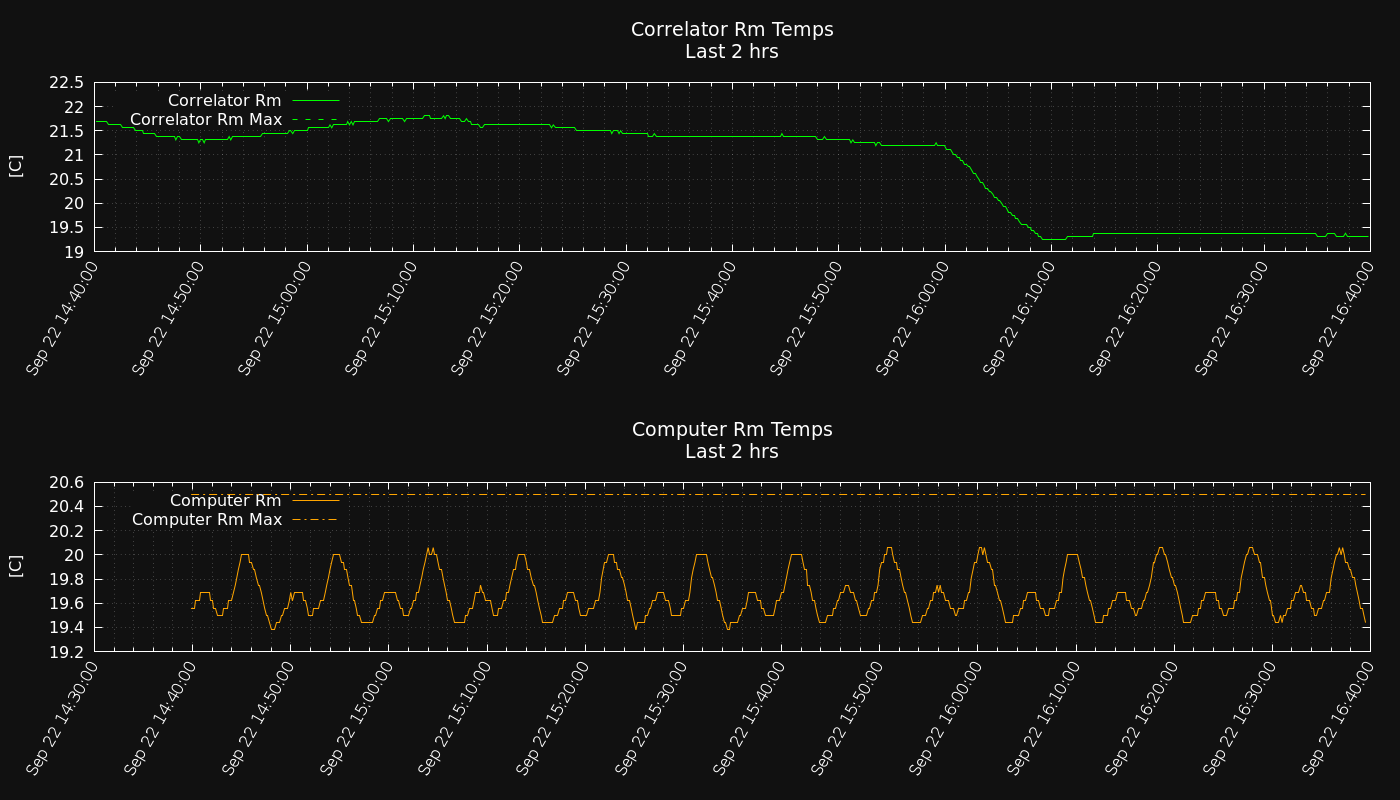 Correlator Rm Temps
Last 2 hrs
22.5
22
21.5
21
20.5
20
19.5
19
[C]
Correlator Rm
Correlator Rm Max
Sep 22 14:40:00
Sep 22 14:50:00
Sep 22 15:00:00
Sep 22 15:10:00
Sep 22 15:20:00
Sep 22 15:30:00
Sep 22 15:40:00
Sep 22 15:50:00
Sep 22 16:00:00
Sep 22 16:10:00
Sep 22 16:20:00
Sep 22 16:30:00
Sep 22 16:40:00
Computer Rm Temps
Last 2 hrs
20.6
20.4
20.2
20
19.8
19.6
19.4
19.2
[C]
Computer Rm
Computer Rm Max
Sep 22 14:30:00
Sep 22 14:40:00
Sep 22 14:50:00
Sep 22 15:00:00
Sep 22 15:10:00
Sep 22 15:20:00
Sep 22 15:30:00
Sep 22 15:40:00
Sep 22 15:50:00
Sep 22 16:00:00
Sep 22 16:10:00
Sep 22 16:20:00
Sep 22 16:30:00
Sep 22 16:40:00